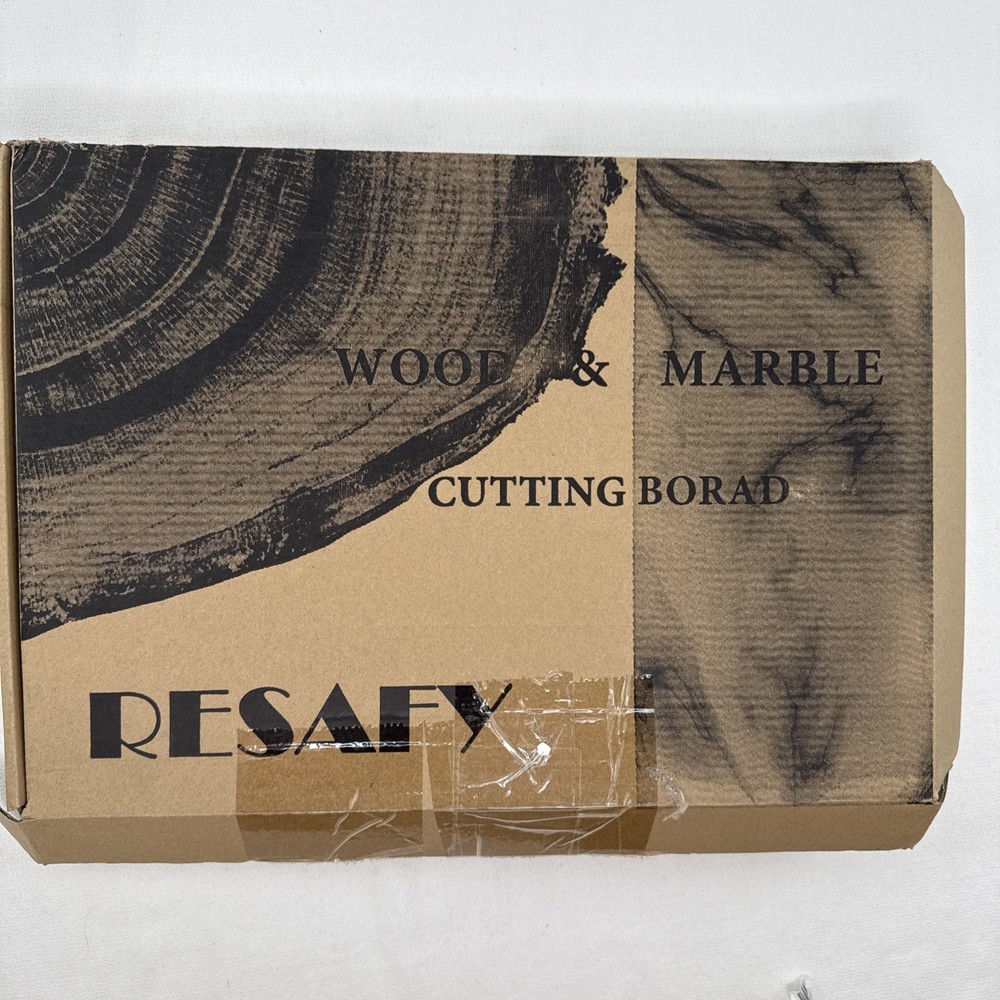 WOOD & MARBLE
CUTTING BORAD
RESAFY